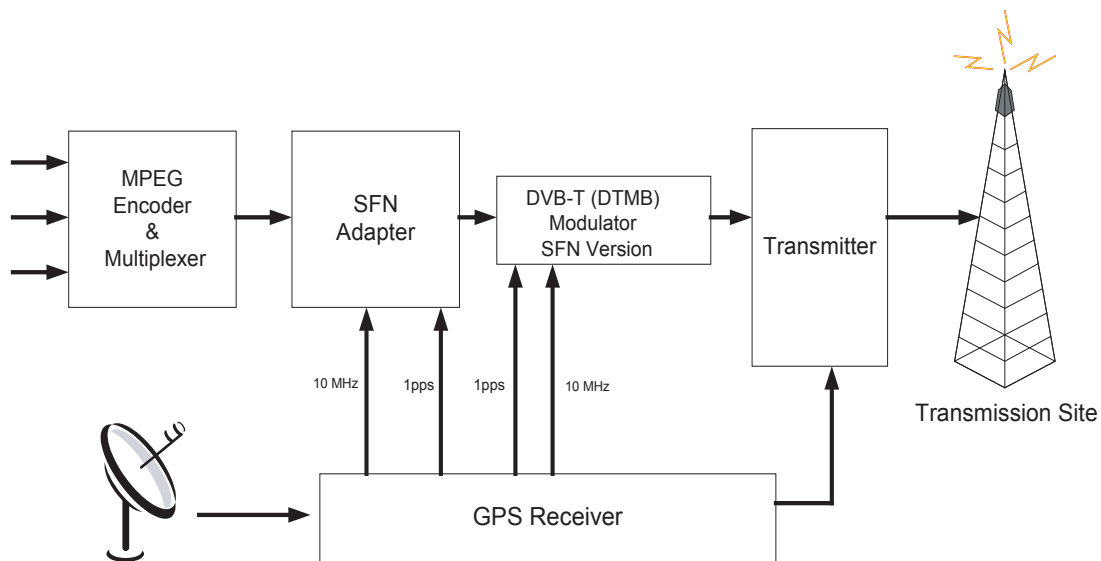 MPEG
Encoder
&
Multiplexer
SFN
Adapter
DVB-T (DTMB)
Modulator
SFN Version
Transmitter
10 MHz
1pps
1pps
10 MHz
Transmission Site
GPS Receiver